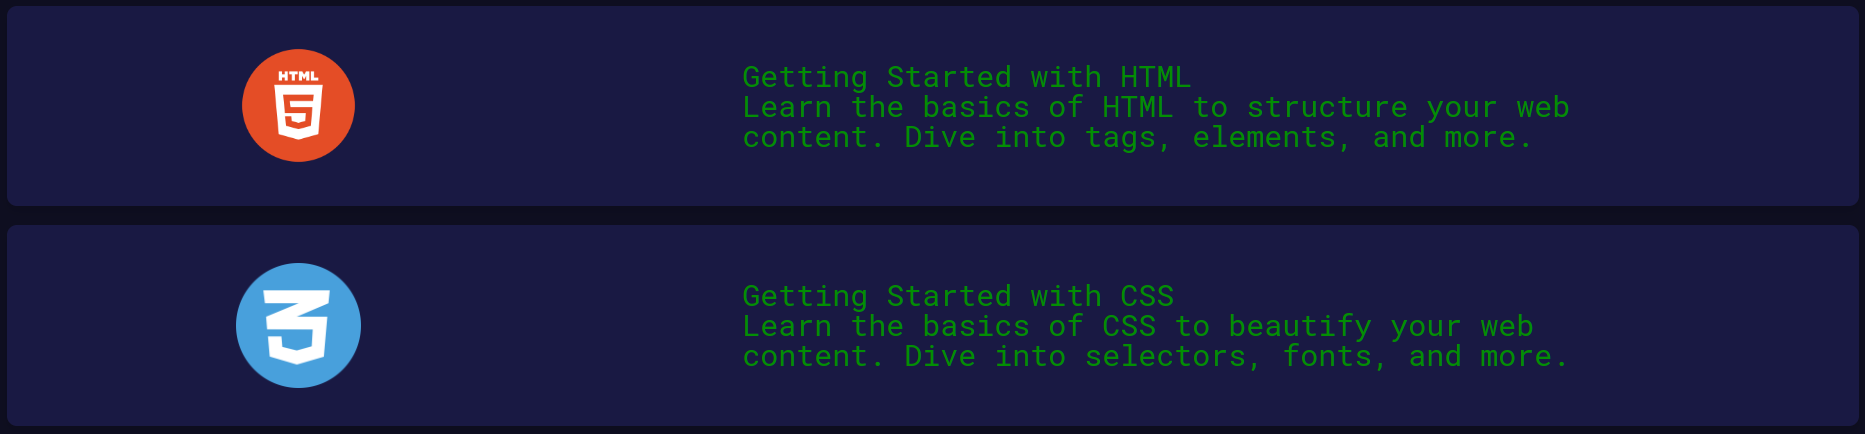 HTML
5
Getting Started with HTML
Learn the basics of HTML to structure your web
content. Dive into tags, elements, and more.
3
Getting Started with CSS
Learn the basics of CSS to beautify your web
content. Dive into selectors, fonts, and more.